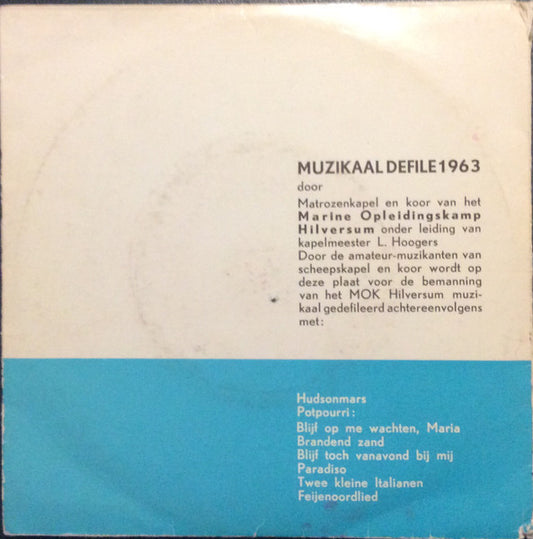 MUZIKAAL DEFILE 1963
door
Matrozenkapel en koor van het
Marine Opleidingskamp
Hilversum onder leiding van
kapelmeester L. Hoogers
Door de amateur-muzikanten van
scheepskapel en koor wordt op
deze plaat voor de bemanning
van het MOK Hilversum muzi-
kaal gedefileerd achtereenvolgens
met:
Hudsonmars
Potpourri:
Blijf op me wachten, Maria
Brandend zand
Blijf toch vanavond bij mij
Paradiso
Twee kleine Italianen
Feijenoordlied